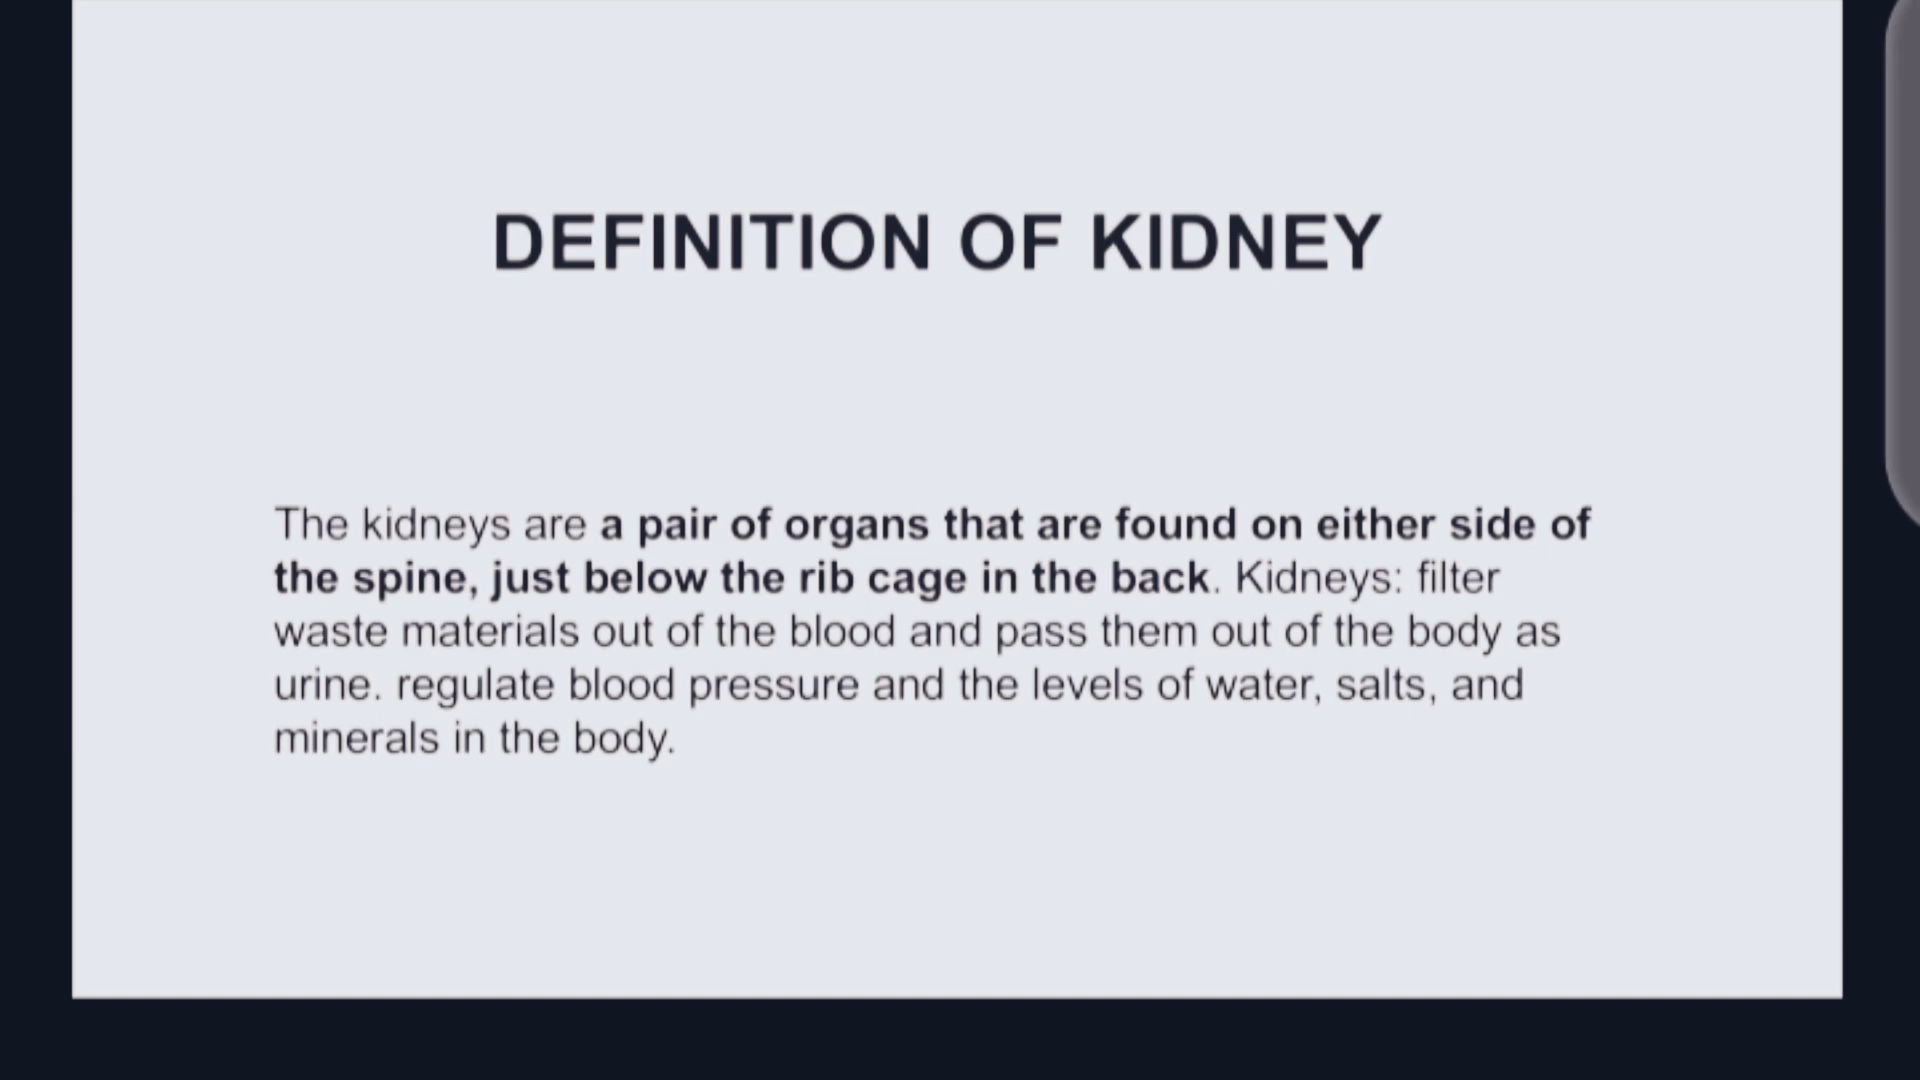 DEFINITION OF KIDNEY
The kidneys are a pair of organs that are found on either side of
the spine, just below the rib cage in the back. Kidneys: filter
waste materials out of the blood and pass them out of the body as
urine. regulate blood pressure and the levels of water, salts, and
minerals in the body.